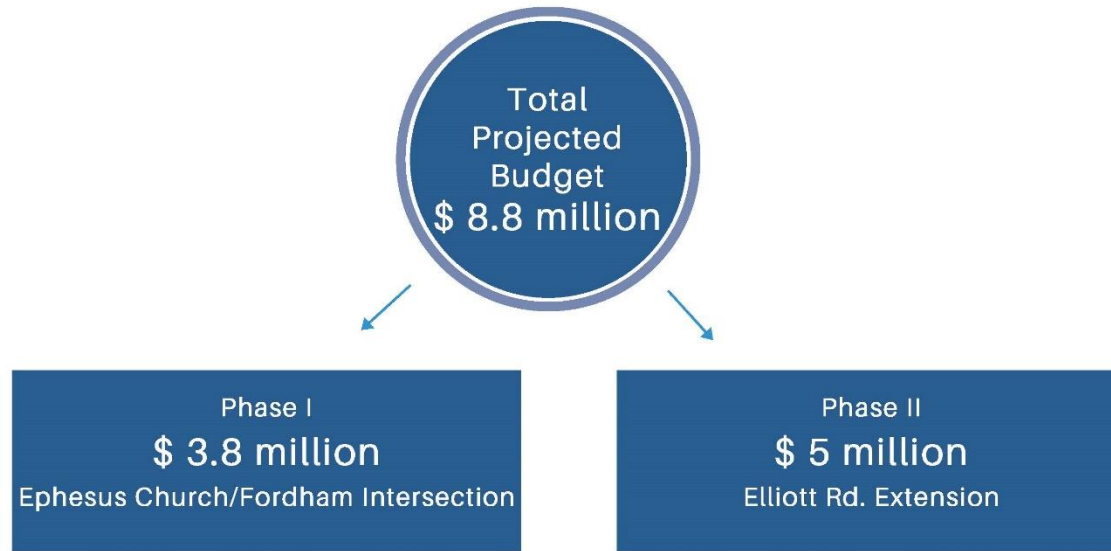 Total
Projected
Budget
$ 8.8 million
Phase I
$ 3.8 million
Ephesus Church/Fordham Intersection
Phase II
$ 5 million
Elliott Rd. Extension